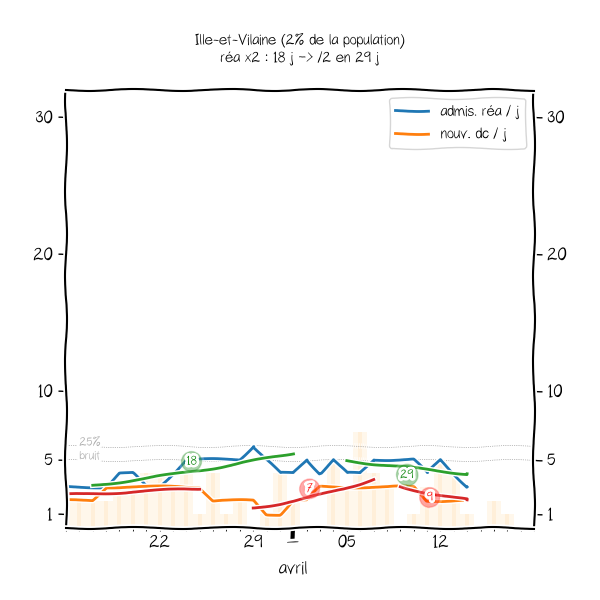 Ille-et-Vilaine (2% de la population)
réa x2 : 18 j -> /2 en 29 j
admis. réa / j
nouv. dc / j
30 30
20 20
10 10
25%
5 5
bruit
18
29
7
9
1 1
22 29 1 05 12
avril